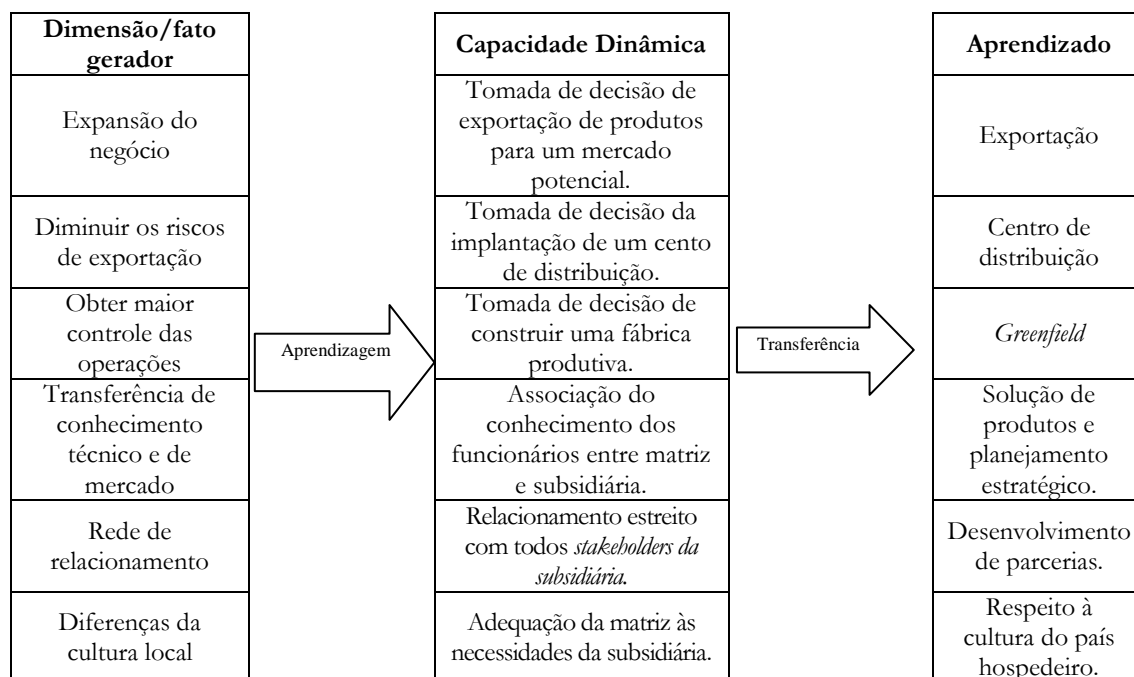 Dimensão/fato
gerador
Capacidade Dinâmica
Aprendizado
Expansão do
negócio
Tomada de decisão de
exportação de produtos
para um mercado
potencial.
Exportação
Diminuir os riscos
de exportação
Tomada de decisão da
implantação de um cento
de distribuição.
Centro de
distribuição
Obter maior
controle das
operações
Aprendizagem
Tomada de decisão de
construir uma fábrica
produtiva.
Transferência
Greenfield
Transferência de
conhecimento
técnico e de
mercado
Associação do
conhecimento dos
funcionários entre matriz
e subsidiária.
Solução de
produtos e
planejamento
estratégico.
Rede de
relacionamento
Relacionamento estreito
com todos stakeholders da
subsidiária.
Desenvolvimento
de parcerias.
Diferenças da
cultura local
Adequação da matriz às
necessidades da subsidiária.
Respeito à
cultura do país
hospedeiro.